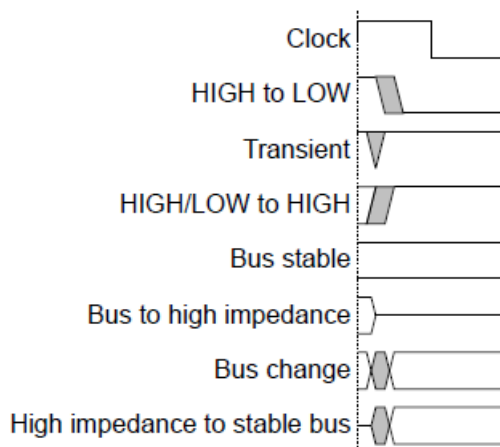 Clock
HIGH to LOW
Transient
HIGH/LOW to HIGH
Bus stable
Bus to high impedance
Bus change
High impedance to stable bus